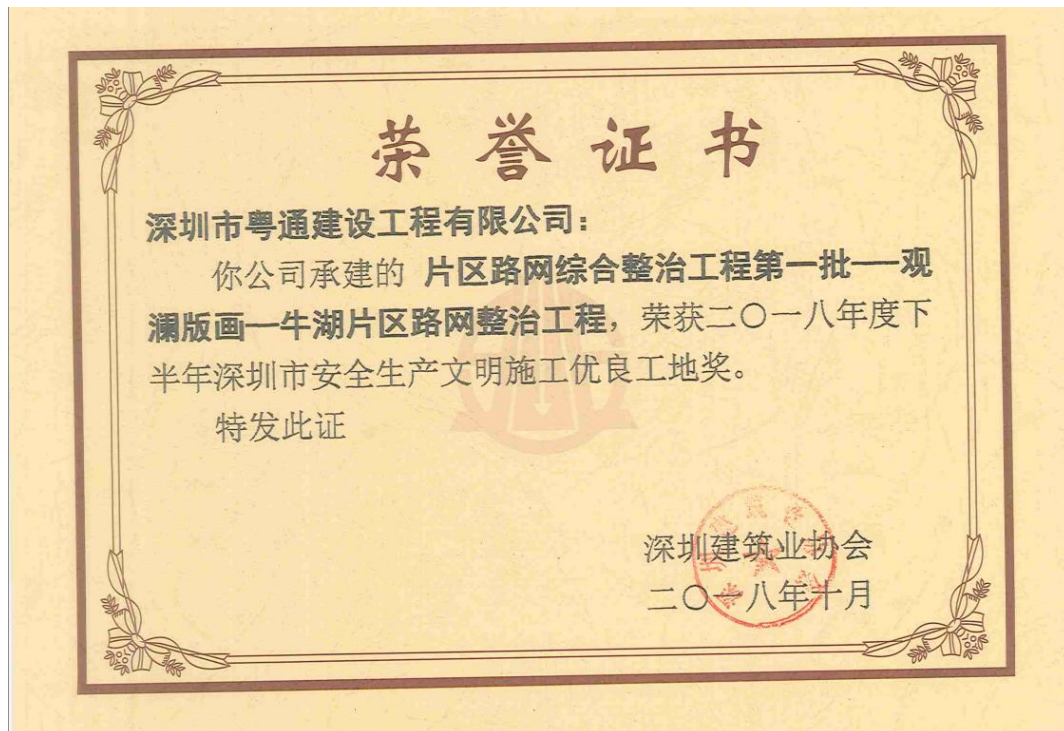 荣誉证书
深圳市粤通建设工程有限公司：
你公司承建的 片区路网综合整治工程第一批——观
澜版画—牛湖片区路网整治工程，荣获二〇一八年度下
半年深圳市安全生产文明施工优良工地奖。
特发此证
深圳建筑业协会
二〇一八年十月